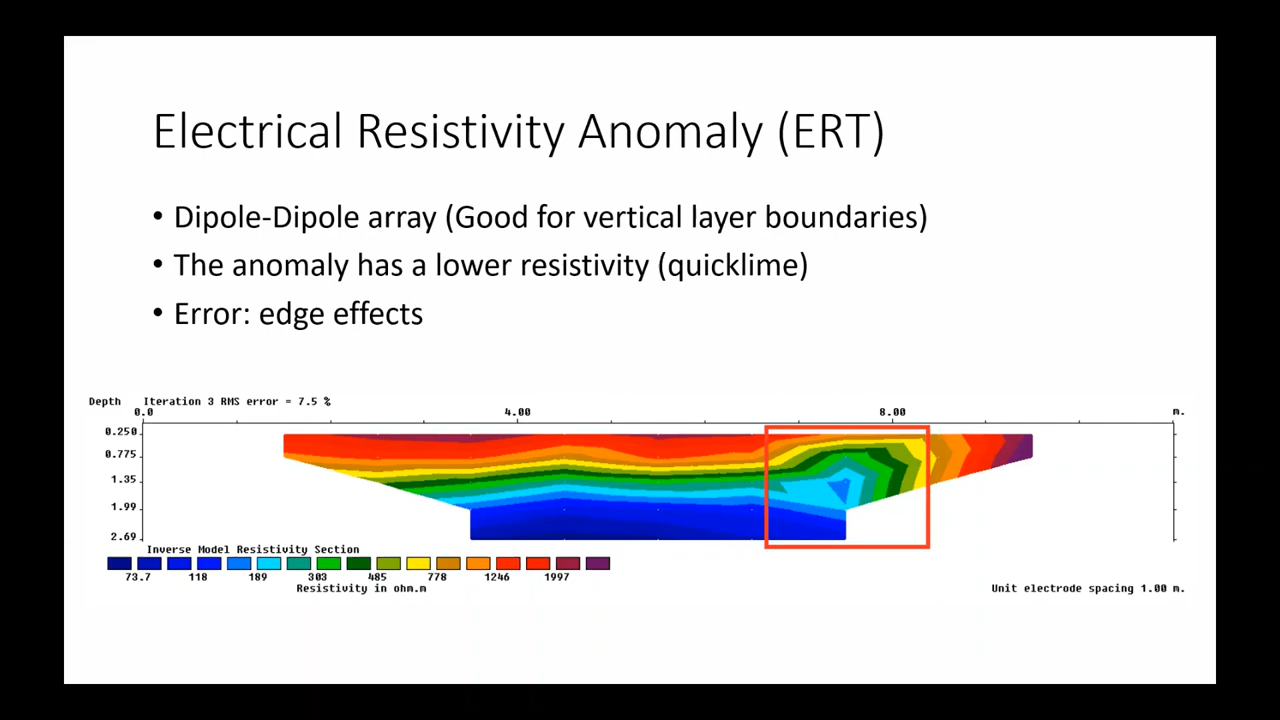 Electrical Resistivity Anomaly (ERT)
• Dipole-Dipole array (Good for vertical layer boundaries)
• The anomaly has a lower resistivity (quicklime)
• Error: edge effects
Depth Iteration 3 RMS error = 7.5 %
0.0 4.00 8.00 m.
0.250
0.775
1.35
1.99
2.69
Inverse Model Resistivity Section
73.7 118 189 303 485 778 1246 1997
Resistivity in ohm.m
Unit electrode spacing 1.00 m.